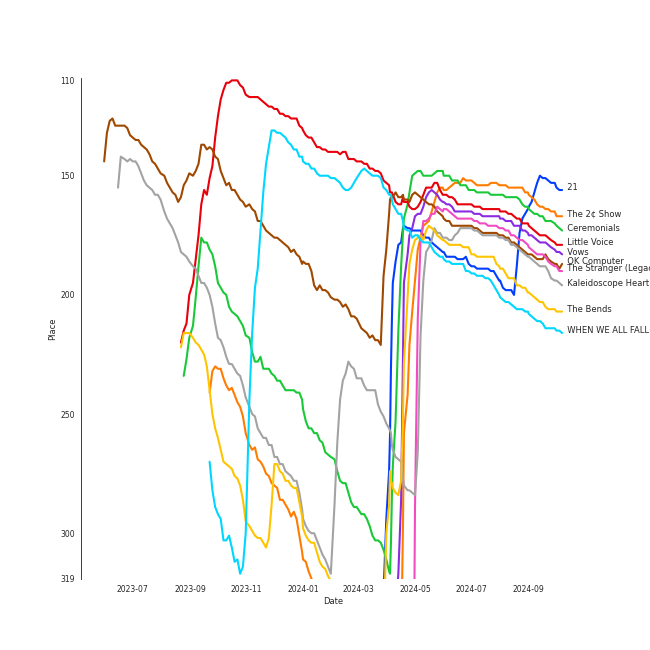 110
150
200
250
300
319
Place
2023-07
2023-09
2023-11
2024-01
2024-03
2024-05
2024-07
2024-09
Date
21
The 2¢ Show
Ceremonials
Little Voice
Vows
OK Computer
The Stranger (Legac
Kaleidoscope Heart
The Bends
WHEN WE ALL FALL